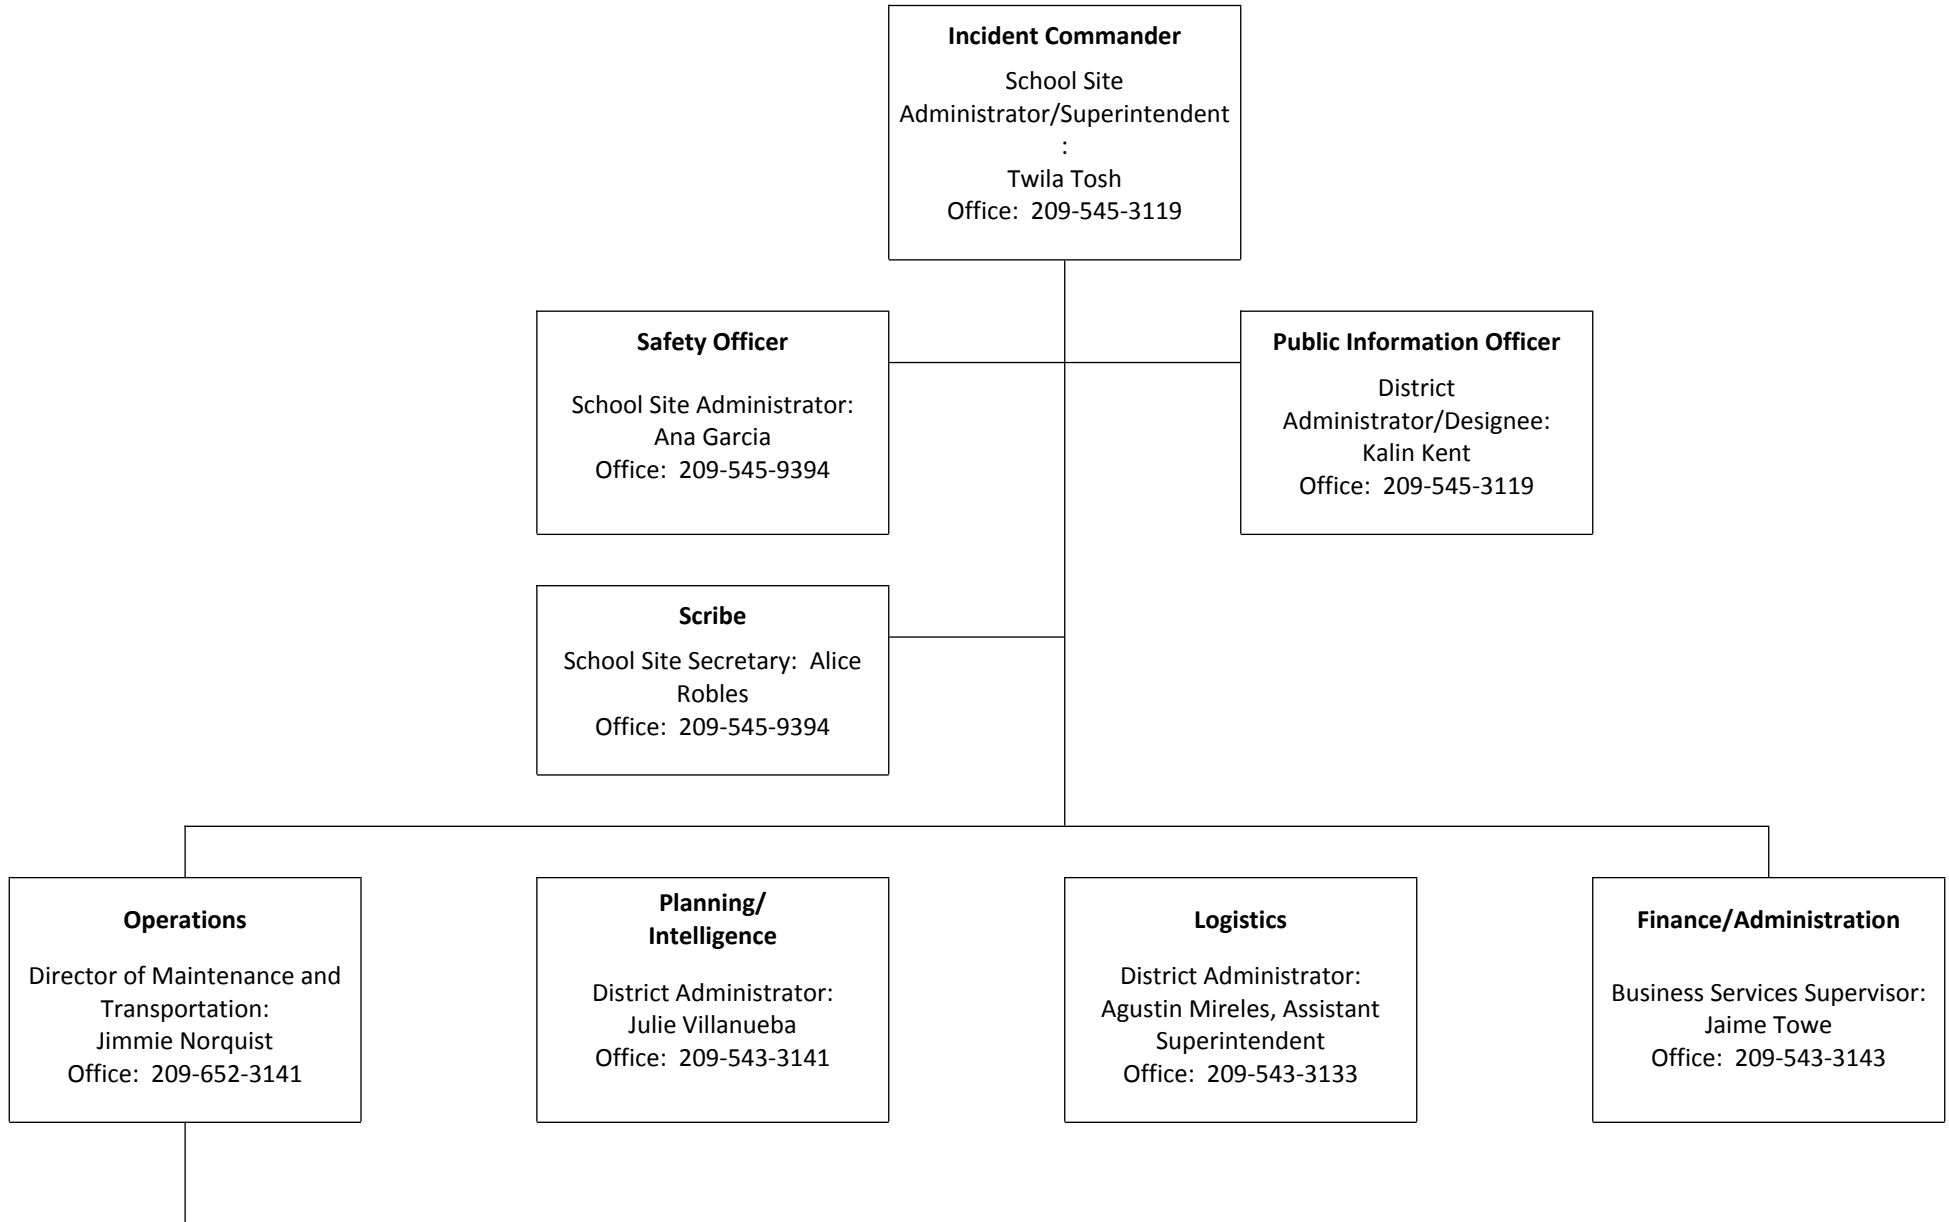 Incident Commander
School Site
Administrator/Superintendent
:
Twila Tosh
Office:  209-545-3119
Safety Officer
School Site Administrator:
Ana Garcia
Office:  209-545-9394
Public Information Officer
District
Administrator/Designee:
Kalin Kent
Office:  209-545-3119
Scribe
School Site Secretary:  Alice
Robles
Office:  209-545-9394
Operations
Director of Maintenance and
Transportation:
Jimmie Norquist
Office:  209-652-3141
Planning/
Intelligence
District Administrator:
Julie Villanueba
Office:  209-543-3141
Logistics
District Administrator:
Agustin Mireles, Assistant
Superintendent
Office:  209-543-3133
Finance/Administration
Business Services Supervisor:
Jaime Towe
Office:  209-543-3143